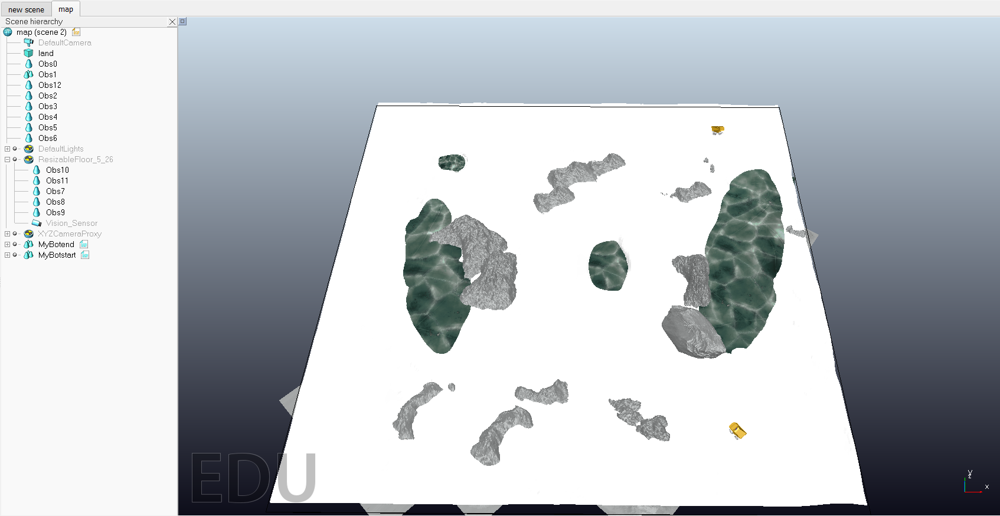 new scene
map
Scene hierarchy
map (scene 2)
DefaultCamera
land
Obs0
Obs1
Obs12
Obs2
Obs3
Obs4
Obs5
Obs6
DefaultLights
ResizableFloor_5_26
Obs10
Obs11
Obs7
Obs8
Obs9
Vision_Sensor
XYZCameraProxy
MyBotend
MyBotstart
EDU
y
z
x